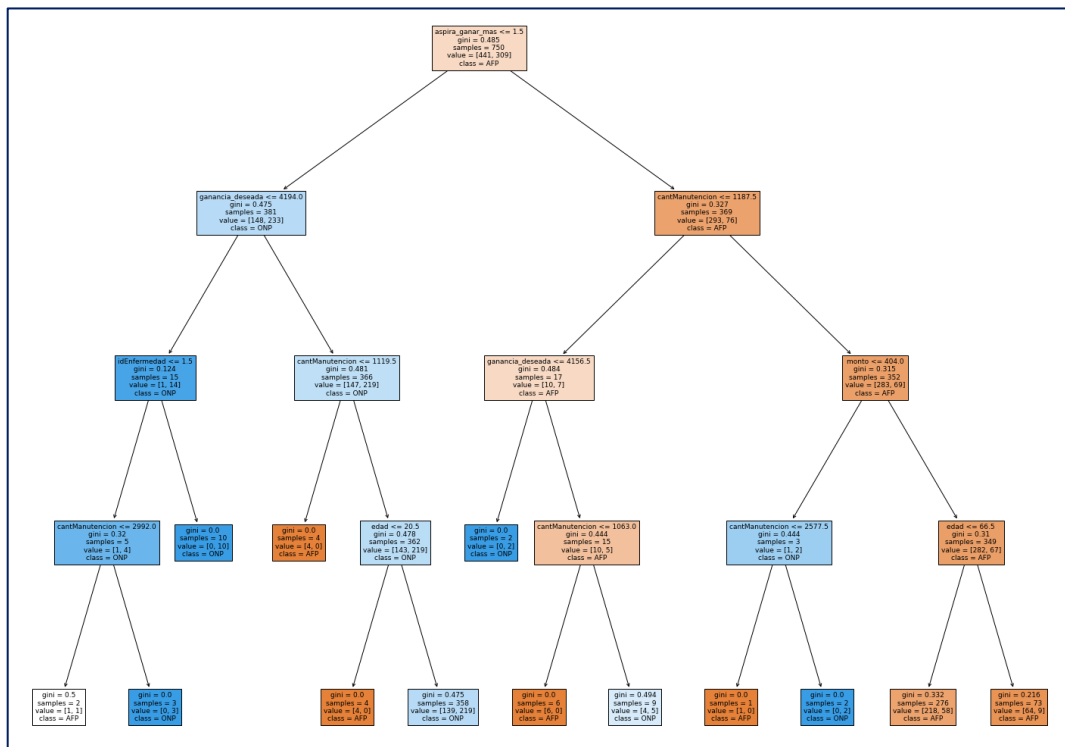 aspira_ganar_mas <= 1.5
gini = 0.485
samples = 750
value = [441, 309]
class = AFP
ganancia_deseada <= 4194.0
gini = 0.475
samples = 381
value = [148, 233]
class = ONP
cantManutencion <= 1187.5
gini = 0.327
samples = 369
value = [293, 76]
class = AFP
idEnfermedad <= 1.5
gini = 0.124
samples = 15
value = [1, 14]
class = ONP
cantManutencion <= 1119.5
gini = 0.481
samples = 366
value = [147, 219]
class = ONP
ganancia_deseada <= 4156.5
gini = 0.484
samples = 17
value = [10, 7]
class = AFP
monto <= 404.0
gini = 0.315
samples = 352
value = [283, 69]
class = AFP
cantManutencion <= 2992.0
gini = 0.32
samples = 5
value = [1, 4]
class = ONP
gini = 0.0
samples = 10
value = [0, 10]
class = ONP
gini = 0.0
samples = 4
value = [4, 0]
class = AFP
edad <= 20.5
gini = 0.478
samples = 362
value = [143, 219]
class = ONP
gini = 0.0
samples = 2
value = [0, 2]
class = ONP
cantManutencion <= 1063.0
gini = 0.444
samples = 15
value = [10, 5]
class = AFP
cantManutencion <= 2577.5
gini = 0.444
samples = 3
value = [1, 2]
class = ONP
edad <= 66.5
gini = 0.31
samples = 349
value = [282, 67]
class = AFP
gini = 0.5
samples = 2
value = [1, 1]
class = AFP
gini = 0.0
samples = 3
value = [0, 3]
class = ONP
gini = 0.0
samples = 4
value = [4, 0]
class = AFP
gini = 0.475
samples = 358
value = [139, 219]
class = ONP
gini = 0.0
samples = 6
value = [6, 0]
class = AFP
gini = 0.494
samples = 9
value = [4, 5]
class = ONP
gini = 0.0
samples = 1
value = [1, 0]
class = AFP
gini = 0.0
samples = 2
value = [0, 2]
class = ONP
gini = 0.332
samples = 276
value = [218, 58]
class = AFP
gini = 0.216
samples = 73
value = [64, 9]
class = AFP